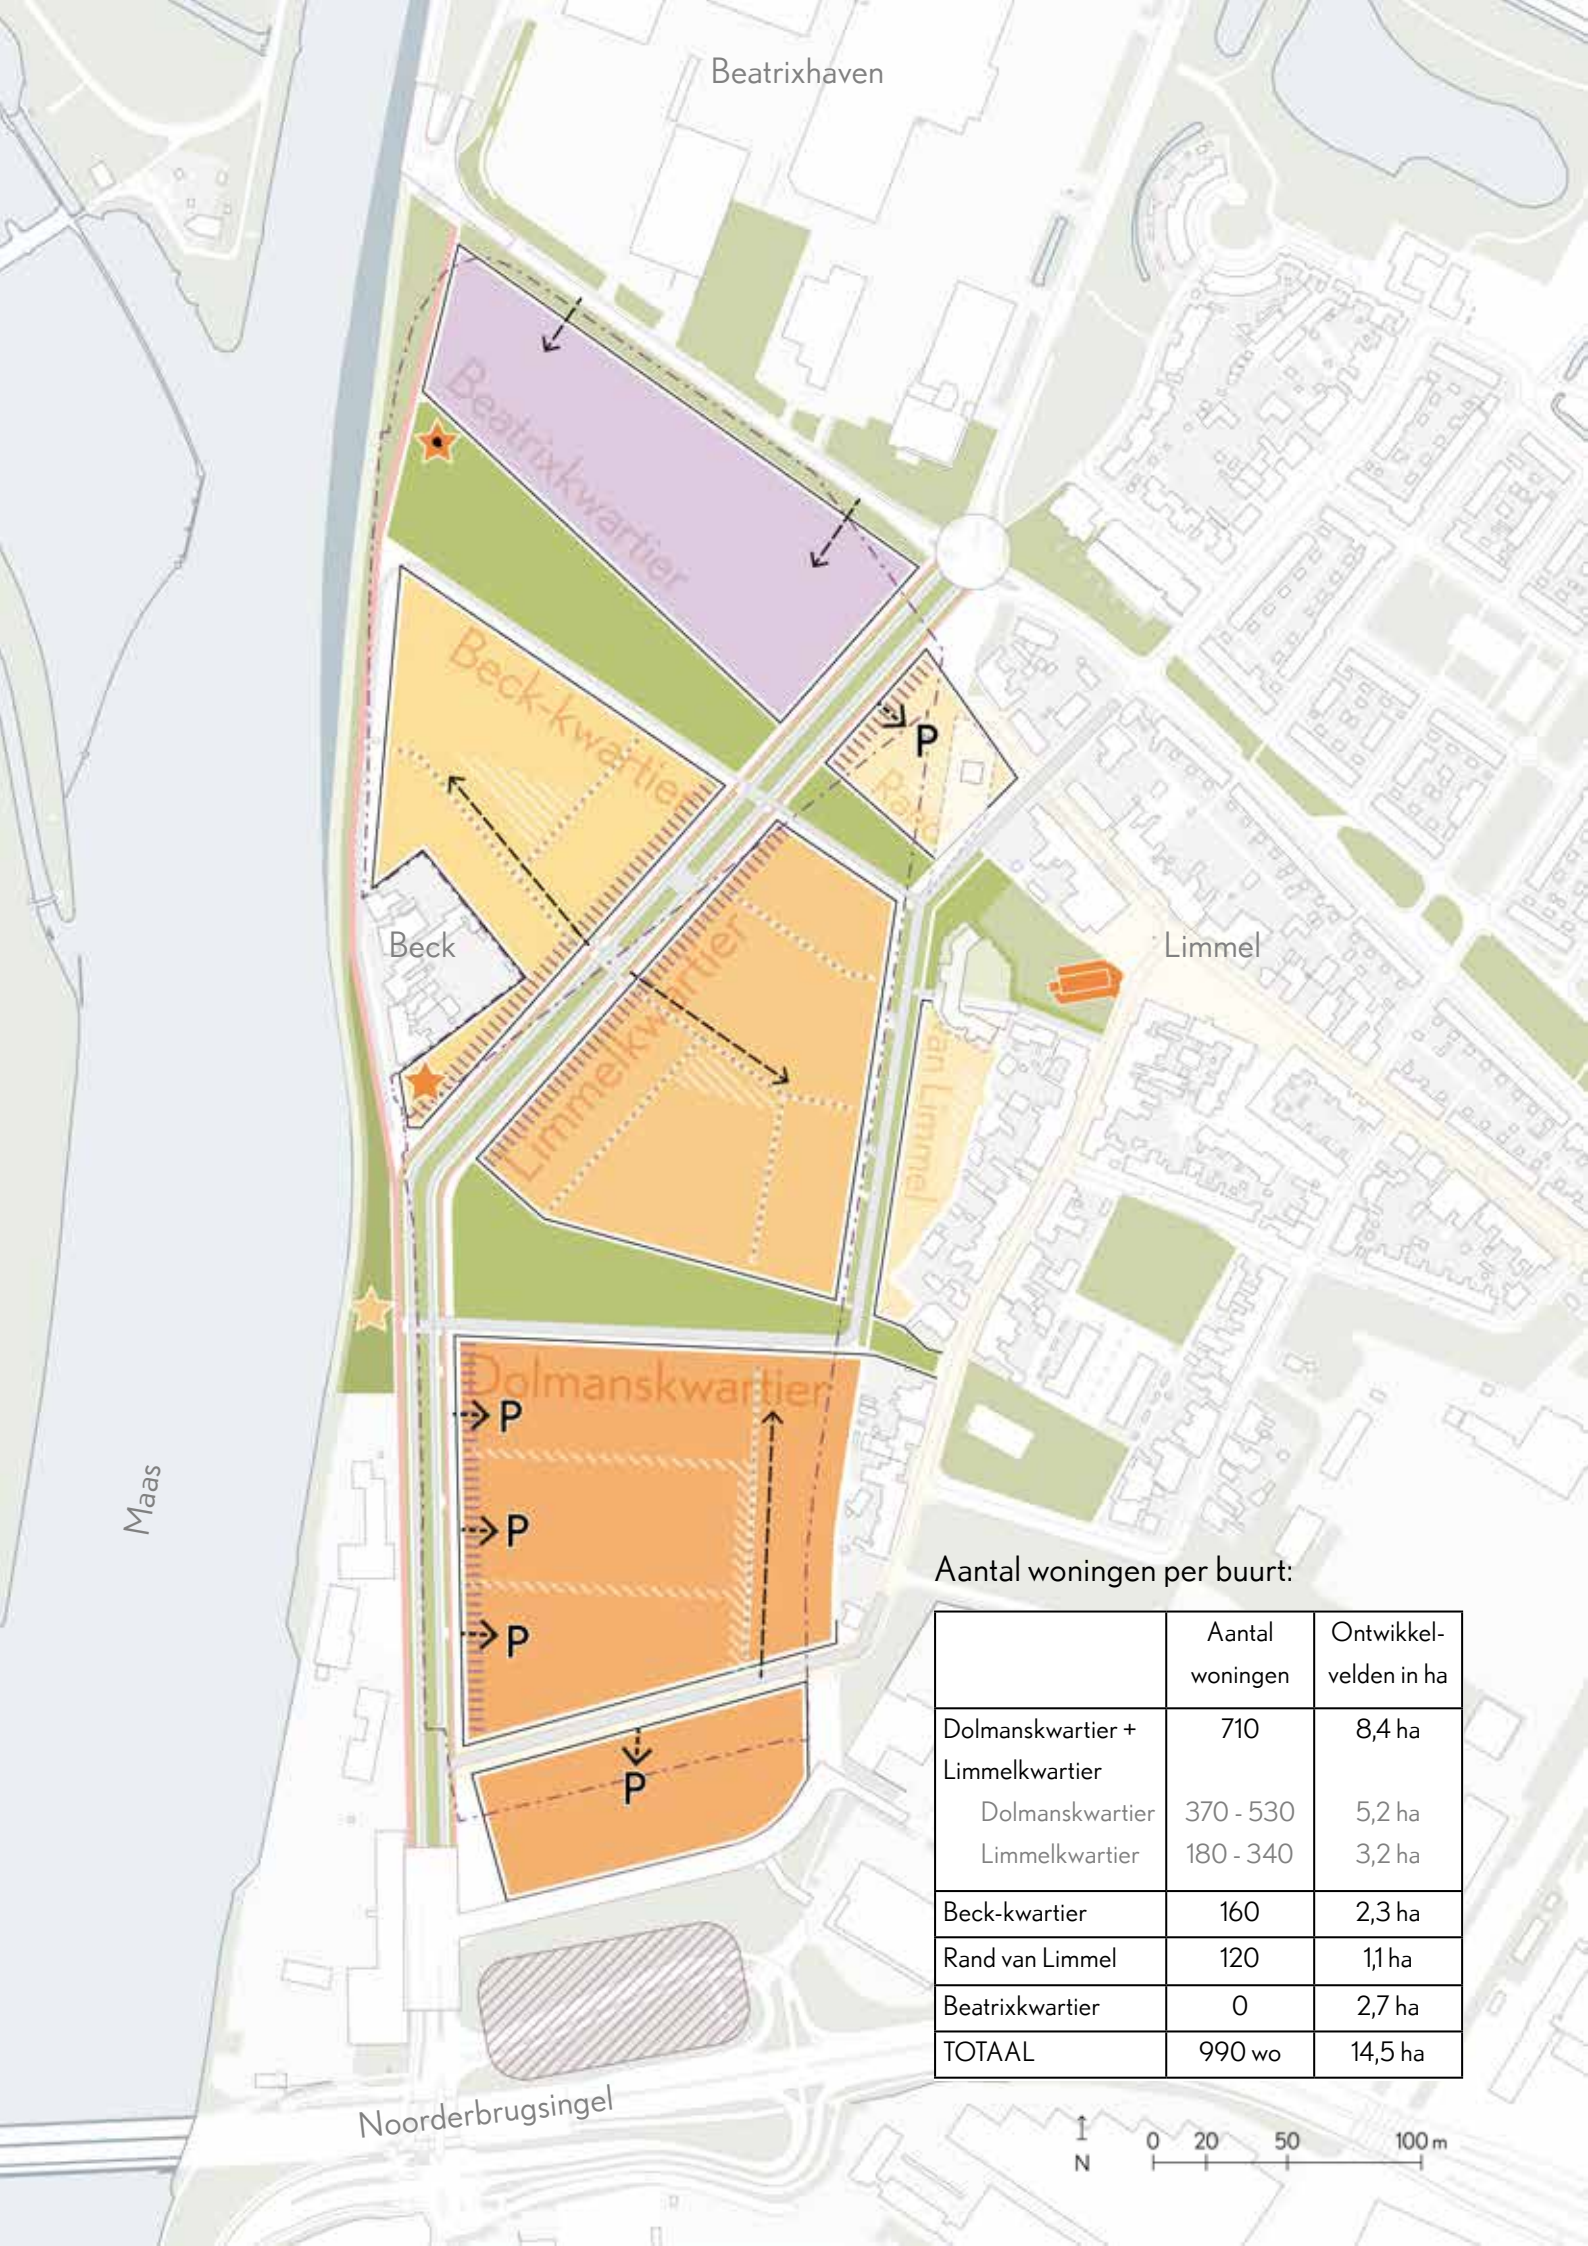 Beatrixhaven
Beatrixkwartier
Beck-kwartier
P
Rand
Beck
Limmel
Limmelkwartier
van Limmel
Dolmanskwartier
P
Maas
P
P
P
Aantal woningen per buurt:
Aantal woningen
Ontwikkel-
velden in ha
Dolmanskwartier + 710 8,4 ha
Limmelkwartier
Dolmanskwartier 370 - 530 5,2 ha
Limmelkwartier 180 - 340 3,2 ha
Beck-kwartier 160 2,3 ha
Rand van Limmel 120 1,1 ha
Beatrixkwartier 0 2,7 ha
TOTAAL 990 wo 14,5 ha
Noorderbrugsingel
N
0 20 50 100 m